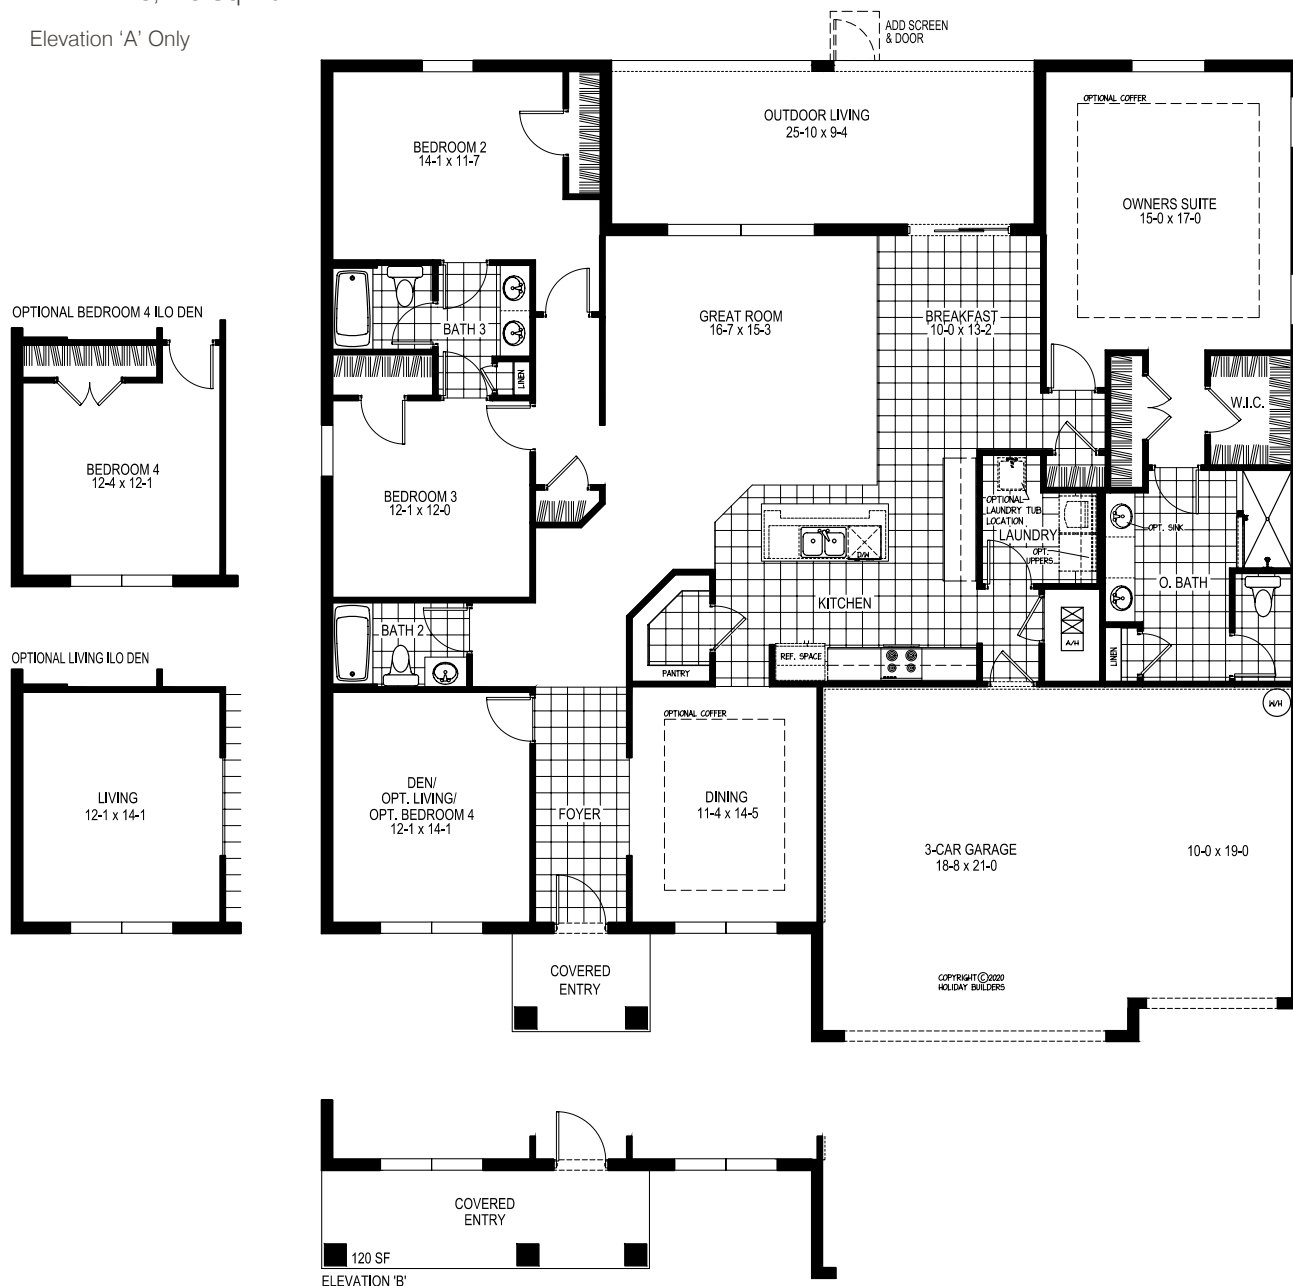 Elevation ‘A’ Only
ADD SCREEN
& DOOR
OUTDOOR LIVING
25-10 x 9-4
OPTIONAL COFFER
BEDROOM 2
14-1 x 11-7
OWNERS SUITE
15-0 x 17-0
OPTIONAL BEDROOM 4 ILO DEN
GREAT ROOM
16-7 x 15-3
BREAKFAST
10-0 x 13-2
BATH 3
LINEN
W.I.C.
BEDROOM 4
12-4 x 12-1
BEDROOM 3
12-1 x 12-0
OPTIONAL
LAUNDRY TUB
LOCATION
LAUNDRY
OPT.
UPPERS
OPT. SINK
D/W
O. BATH
KITCHEN
BATH 2
A/H
OPTIONAL LIVING ILO DEN
REF. SPACE
PANTRY
LINEN
W/H
OPTIONAL COFFER
LIVING
12-1 x 14-1
DEN/
OPT. LIVING/
OPT. BEDROOM 4
12-1 x 14-1
FOYER
DINING
11-4 x 14-5
3-CAR GARAGE
18-8 x 21-0
10-0 x 19-0
COVERED
ENTRY
COPYRIGHT©2020
HOLIDAY BUILDERS
COVERED
ENTRY
120 SF
ELEVATION 'B'